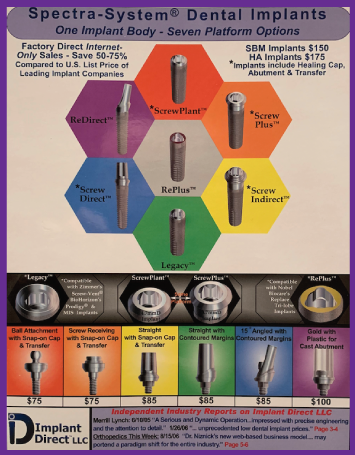 Spectra-System® Dental Implants
One Implant Body - Seven Platform Options
Factory Direct Internet-
Only Sales - Save 50-75%
Compared to U.S. List Price of
Leading Implant Companies
SBM Implants $150
HA Implants $175
*Implants include Healing Cap,
Abutment & Transfer
ReDirect™
*ScrewPlant™
*Screw
Plus™
*Screw
Direct™
RePlus™
*Screw
Indirect™
Legacy™
*Legacy™
*Compatible
with Zimmer's
Screw-Vent®
BioHorizon's
Prodigy® &
MIS Implants
ScrewPlant™
ScrewPlus™
*Compatible
with Nobel
Biocare's
Replace
Tri-lobe
Implants
*RePlus™
Ball Attachment
with Snap-on Cap
& Transfer
$75
Screw Receiving
with Snap-on Cap
& Transfer
$75
Straight
with Snap-on Cap
& Transfer
$85
Straight with
Contoured Margins
$85
15° Angled with
Contoured Margins
$85
Gold with
Plastic for
Cast Abutment
$100
Implant
Direct LLC
Independent Industry Reports on Implant Direct LLC
Merrill Lynch: 6/18/05 "A Serious and Dynamic Operation...Impressed with precise engineering
and the attention to detail." 1/26/06 "... unprecedented low dental implant prices." Page 3-4
Orthopedics This Week: 8/15/06 "Dr. Niznick's new web-based business model.... may
portend a paradigm shift for the entire industry." Page 5-6